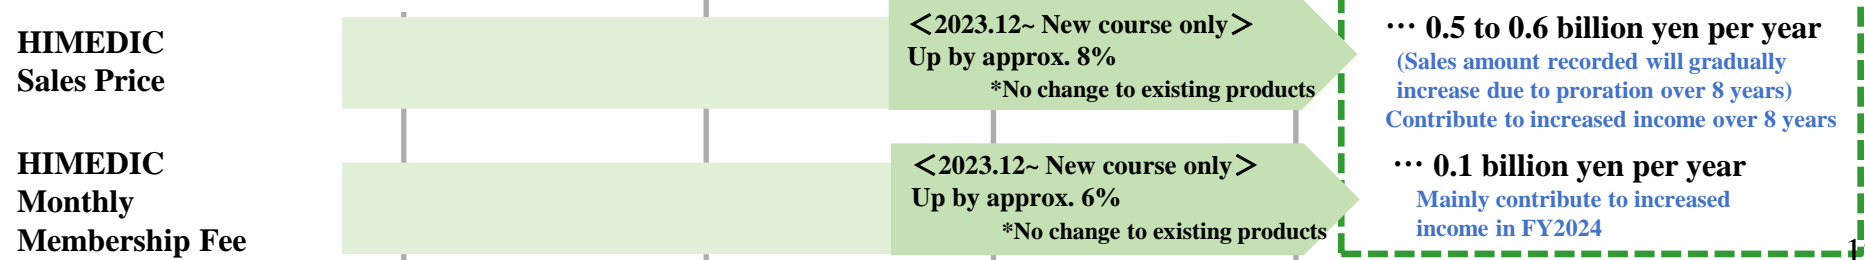 HIMEDIC
Sales Price
＜2023.12~ New course only＞
Up by approx. 8%
*No change to existing products
… 0.5 to 0.6 billion yen per year
(Sales amount recorded will gradually
increase due to proration over 8 years)
Contribute to increased income over 8 years
HIMEDIC
Monthly
Membership Fee
＜2023.12~ New course only＞
Up by approx. 6%
*No change to existing products
… 0.1 billion yen per year
Mainly contribute to increased
income in FY2024